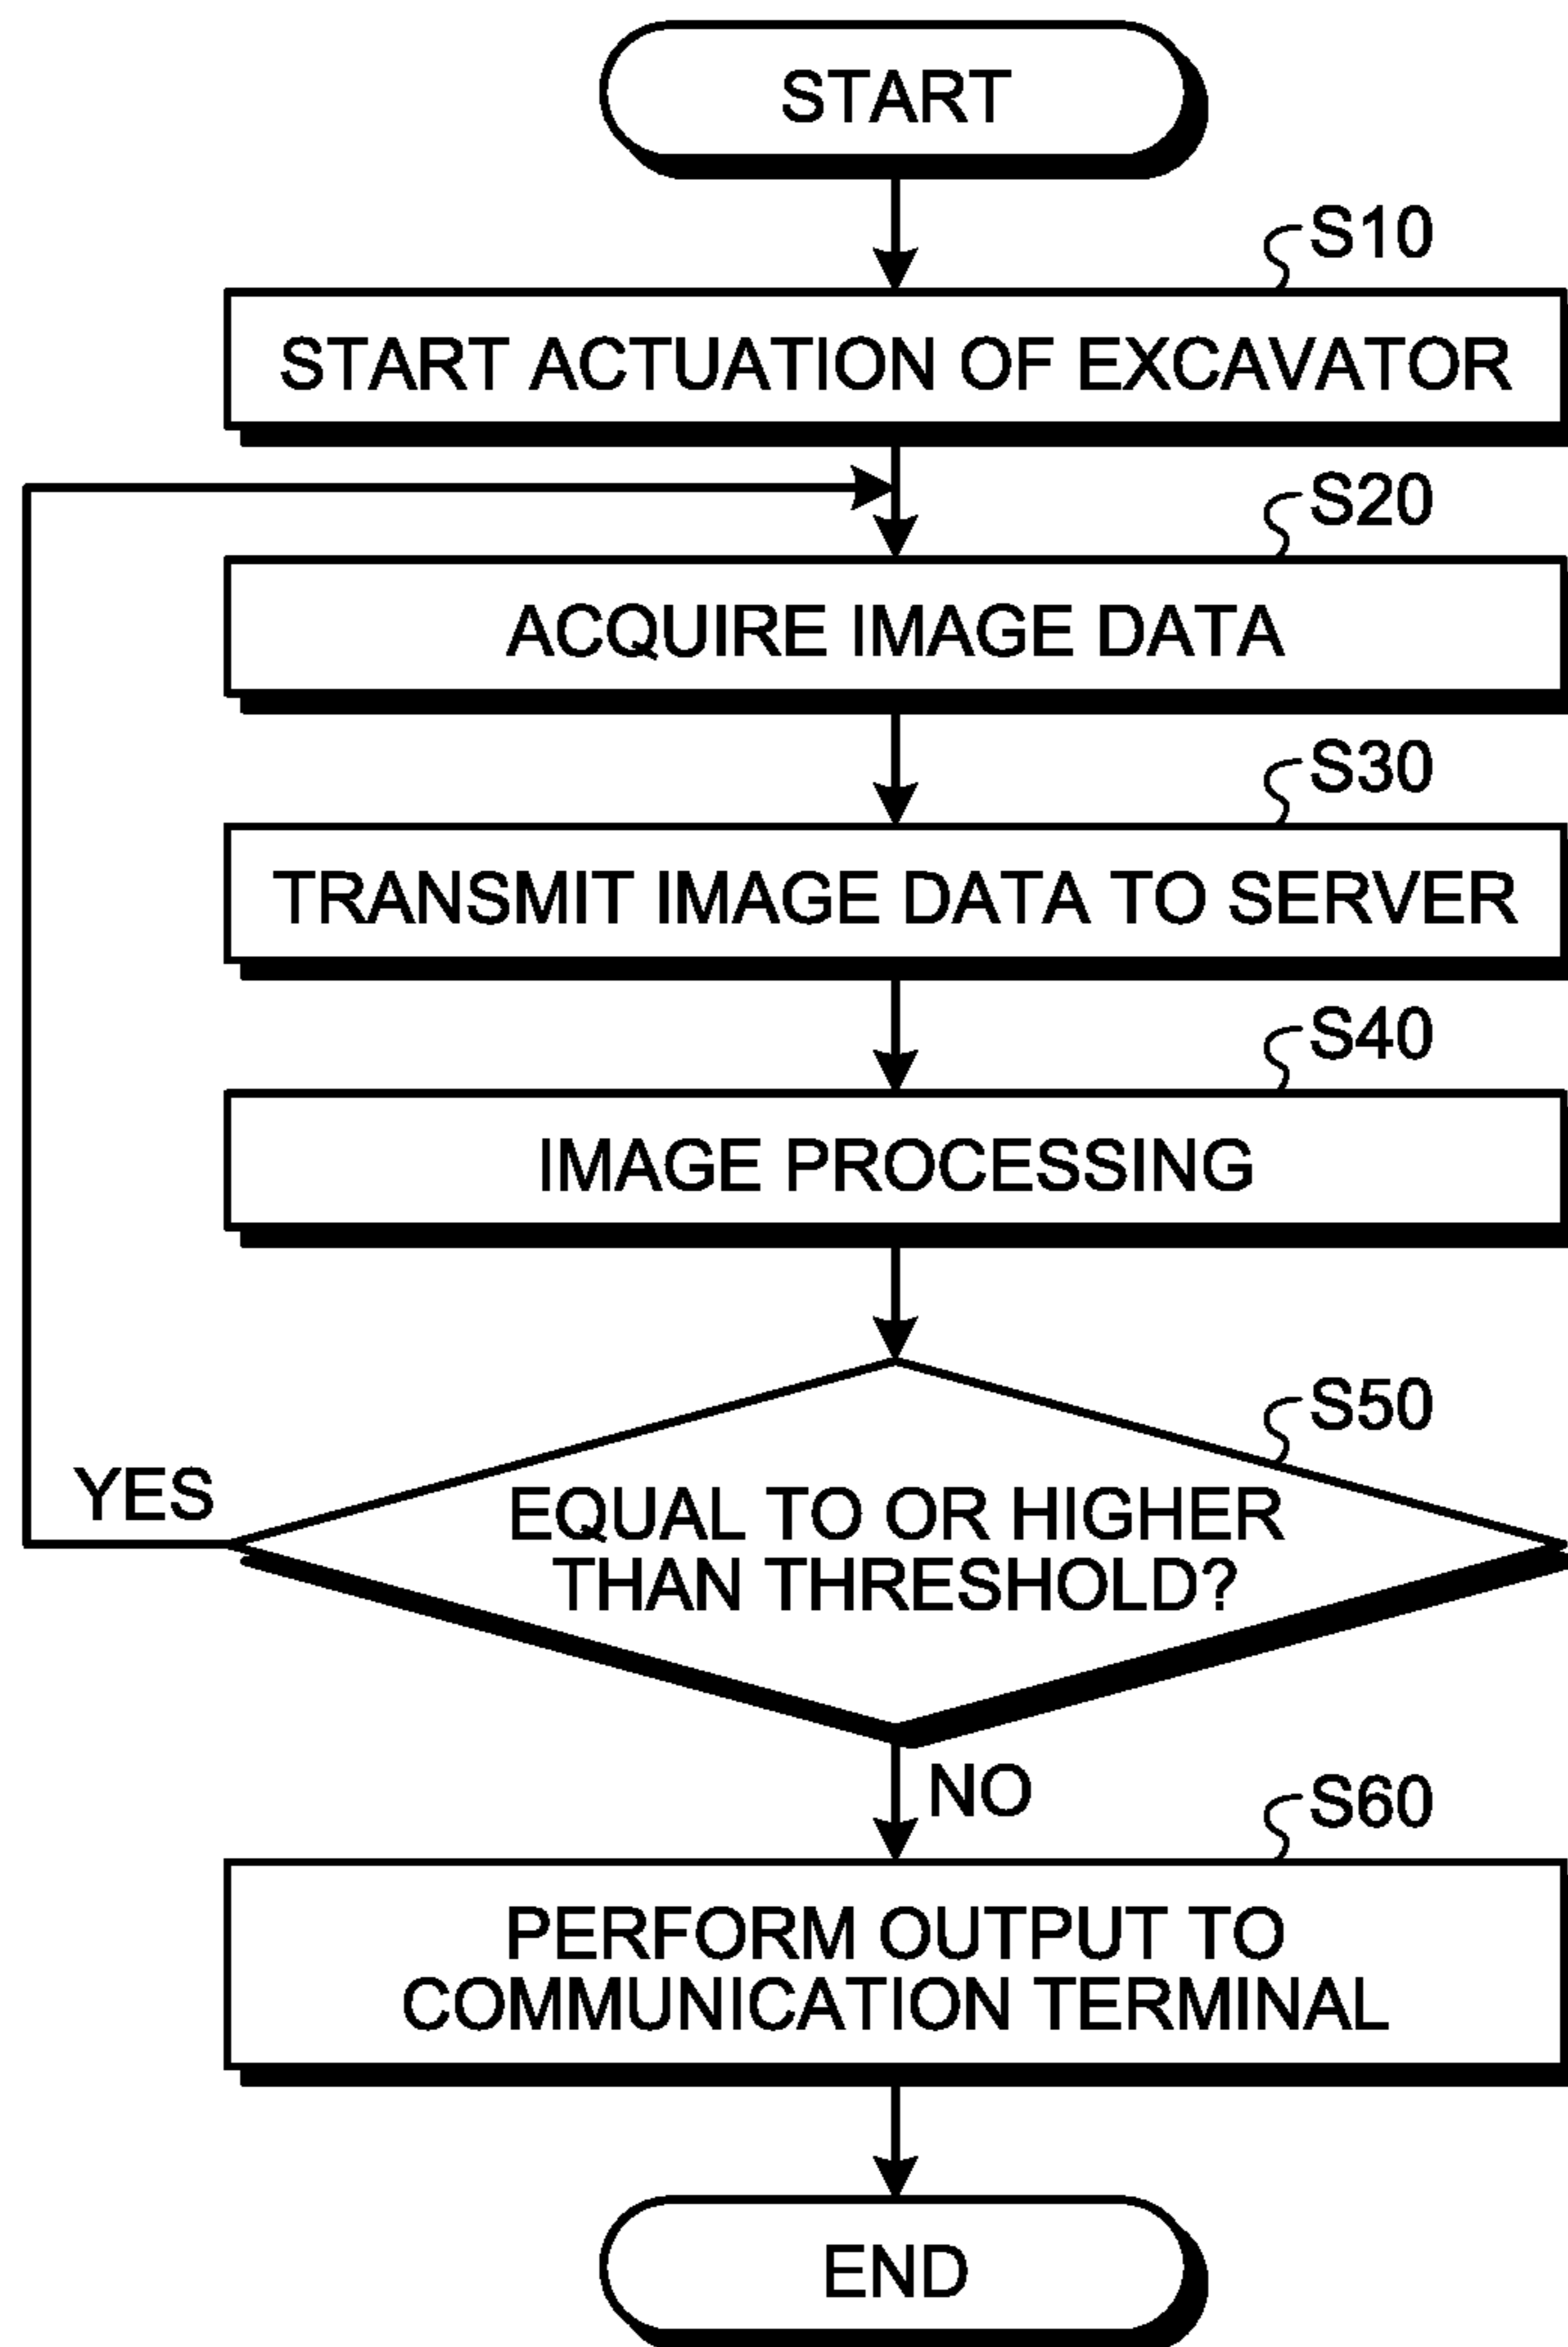 START
S10
START ACTUATION OF EXCAVATOR
S20
ACQUIRE IMAGE DATA
S30
TRANSMIT IMAGE DATA TO SERVER
S40
IMAGE PROCESSING
S50
YES
EQUAL TO OR HIGHER
THAN THRESHOLD?
NO
S60
PERFORM OUTPUT TO
COMMUNICATION TERMINAL
END